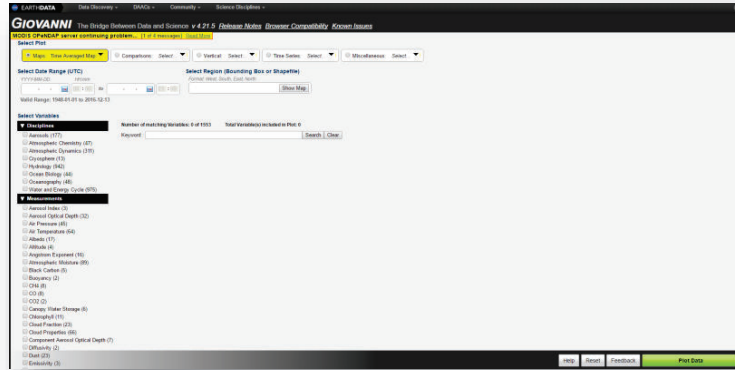 EARTHDATA Data Discovery DAACs Community Science Disciplines
GIOVANNI The Bridge Between Data and Science v 4.21.5 Release Notes Browser Compatibility Known Issues
MODIS OPeNDAP server continuing problem... [1 of 4 messages] Read More
Select Plot
Maps: Time Averaged Map Comparisons: Select... Vertical: Select... Time Series: Select... Miscellaneous: Select...
Select Date Range (UTC) Select Region (Bounding Box or Shapefile)
YYYY-MM-DD HH:mm Format: West, South, East, North
to Show Map
Valid Range: 1948-01-01 to 2016-12-13
Select Variables
Disciplines Number of matching Variables: 0 of 1593 Total Variable(s) included in Plot: 0
Aerosols (177) Keyword: Search Clear
Atmospheric Chemistry (47)
Atmospheric Dynamics (311)
Cryosphere (13)
Hydrology (942)
Ocean Biology (44)
Oceanography (48)
Water and Energy Cycle (975)
Measurements
Aerosol Index (3)
Aerosol Optical Depth (32)
Air Pressure (45)
Air Temperature (64)
Albedo (17)
Altitude (4)
Angstrom Exponent (16)
Atmospheric Moisture (89)
Black Carbon (5)
Buoyancy (2)
CH4 (8)
CO (8)
CO2 (2)
Canopy Water Storage (6)
Chlorophyll (11)
Cloud Fraction (23)
Cloud Properties (66)
Component Aerosol Optical Depth (7)
Diffusivity (2)
Dust (23)
Emissivity (3)
Help Reset Feedback Plot Data